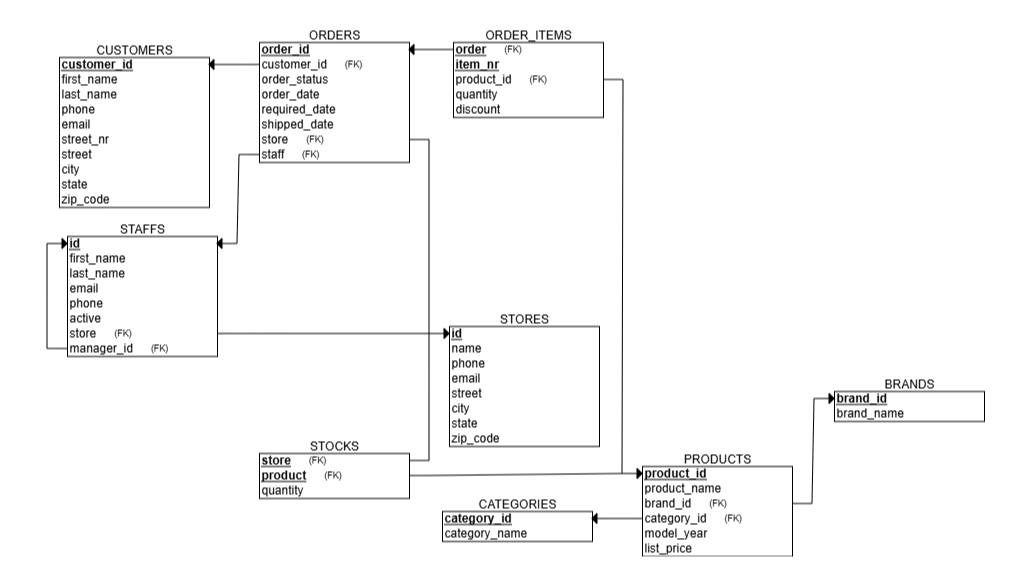 CUSTOMERS
customer_id
first_name
last_name
phone
email
street_nr
street
city
state
zip_code
ORDERS
order_id
customer_id (FK)
order_status
order_date
required_date
shipped_date
store (FK)
staff (FK)
ORDER_ITEMS
order (FK)
item_nr
product_id (FK)
quantity
discount
STAFFS
id
first_name
last_name
email
phone
active
store (FK)
manager_id (FK)
STORES
id
name
phone
email
street
city
state
zip_code
BRANDS
brand_id
brand_name
STOCKS
store (FK)
product (FK)
quantity
CATEGORIES
category_id
category_name
PRODUCTS
product_id
product_name
brand_id (FK)
category_id (FK)
model_year
list_price